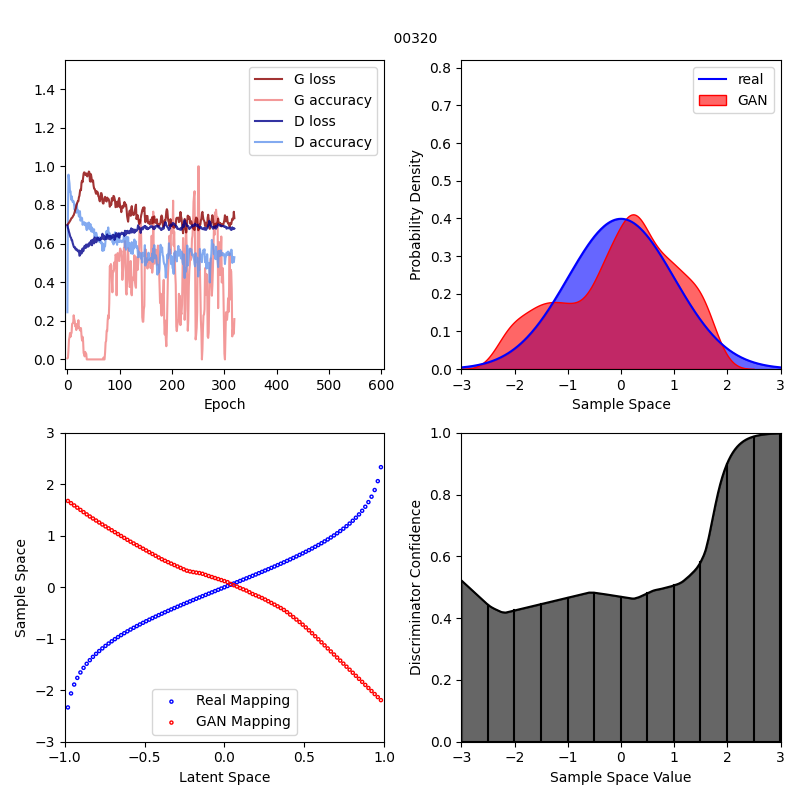 00320
G loss
G accuracy
D loss
D accuracy
1.4
1.2
1.0
0.8
0.6
0.4
0.2
0.0
0 100 200 300 400 500 600
Epoch
real
GAN
Probability Density
0.8
0.7
0.6
0.5
0.4
0.3
0.2
0.1
0.0
−3 −2 −1 0 1 2 3
Sample Space
Sample Space
3
2
1
0
−1
−2
−3
Real Mapping
GAN Mapping
−1.0 −0.5 0.0 0.5 1.0
Latent Space
Discriminator Confidence
1.0
0.8
0.6
0.4
0.2
0.0
−3 −2 −1 0 1 2 3
Sample Space Value